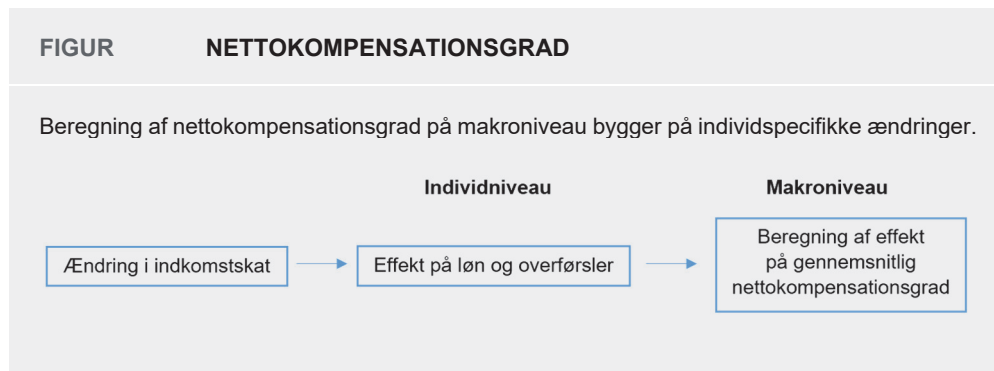 FIGUR NETTOKOMPENSATIONSGRAD
Beregning af nettokompensationsgrad på makroniveau bygger på individspecifikke ændringer.
Individniveau Makroniveau
Ændring i indkomstskat
Effekt på løn og overførsler
Beregning af effekt
på gennemsnitlig
nettokompensationsgrad